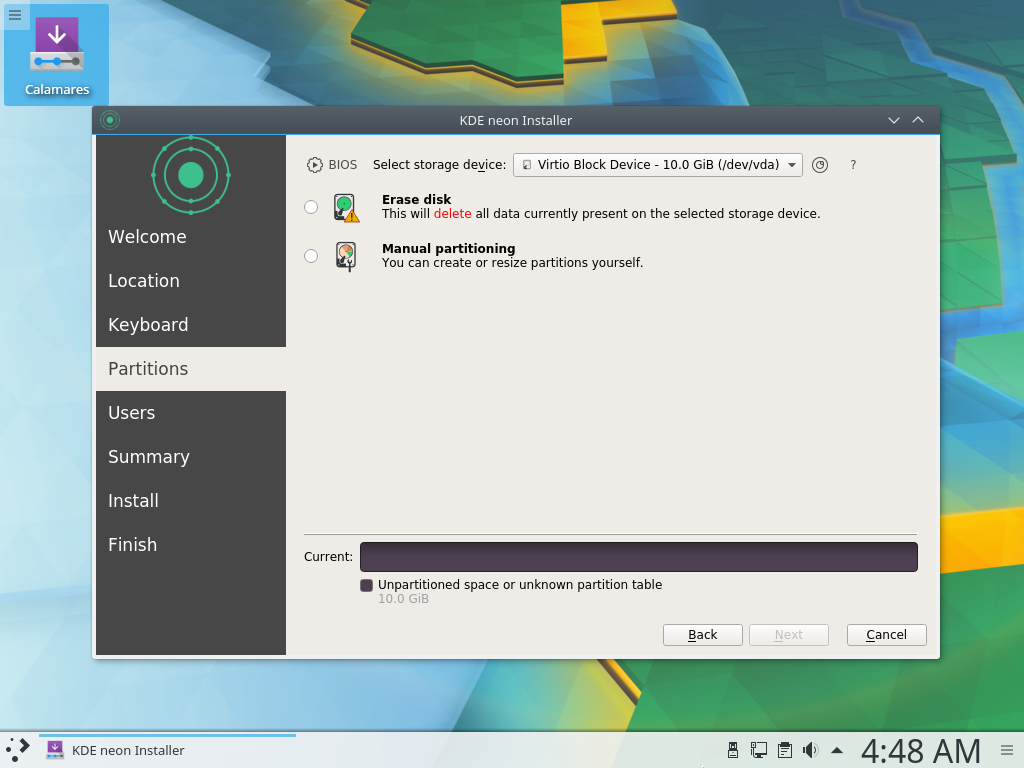 Calamares
KDE neon Installer
BIOS Select storage device: Virtio Block Device - 10.0 GiB (/dev/vda) ?
Erase disk
This will delete all data currently present on the selected storage device.
Manual partitioning
You can create or resize partitions yourself.
Welcome
Location
Keyboard
Partitions
Users
Summary
Install
Finish
Current:
Unpartitioned space or unknown partition table
10.0 GiB
Back Next Cancel
KDE neon Installer
4:48 AM